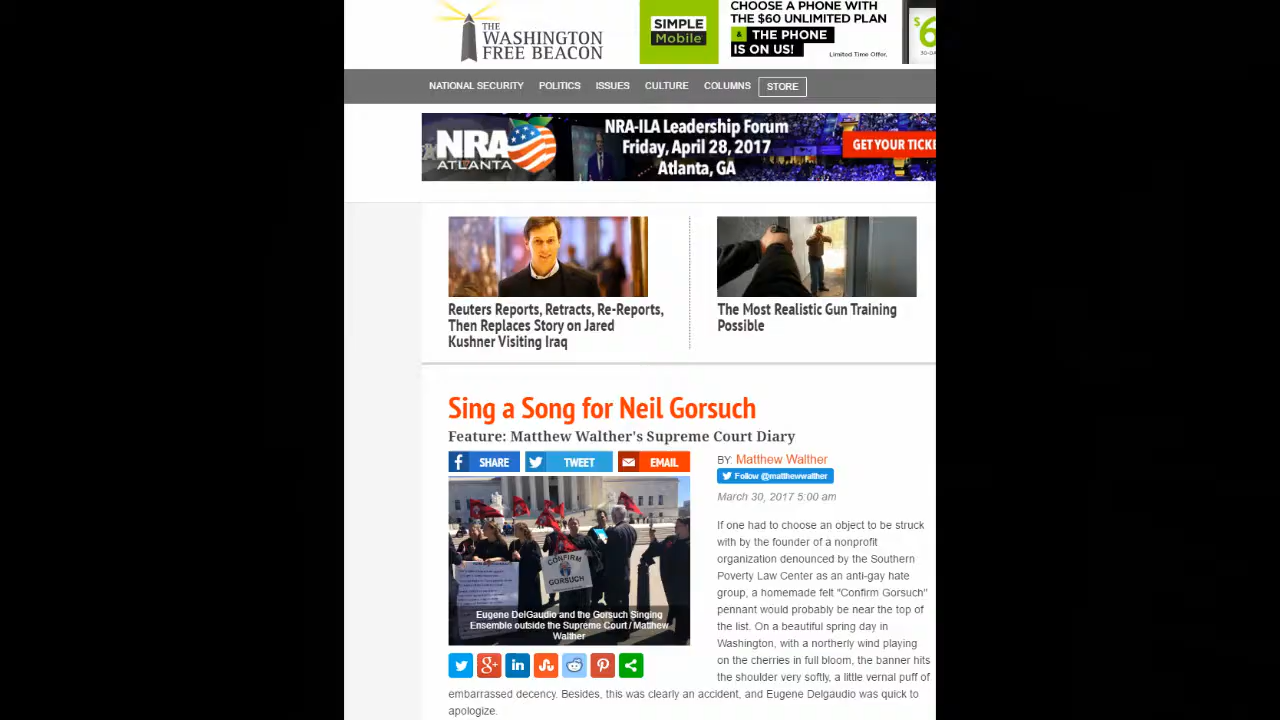 THE
WASHINGTON
FREE BEACON
SIMPLE
Mobile
CHOOSE A PHONE WITH
THE $60 UNLIMITED PLAN
& THE PHONE
IS ON US!
Limited Time Offer.
NATIONAL SECURITY POLITICS ISSUES CULTURE COLUMNS STORE
NRA
ATLANTA
NRA-ILA Leadership Forum
Friday, April 28, 2017
Atlanta, GA
GET YOUR TICKE
Reuters Reports, Retracts, Re-Reports,
Then Replaces Story on Jared
Kushner Visiting Iraq
The Most Realistic Gun Training
Possible
Sing a Song for Neil Gorsuch
Feature: Matthew Walther's Supreme Court Diary
SHARE TWEET EMAIL
CONFIRM
GORSUCH
Eugene DelGaudio and the Gorsuch Singing
Ensemble outside the Supreme Court / Matthew
Walther
BY: Matthew Walther
Follow @matthewwalther
March 30, 2017 5:00 am
If one had to choose an object to be struck
with by the founder of a nonprofit
organization denounced by the Southern
Poverty Law Center as an anti-gay hate
group, a homemade felt "Confirm Gorsuch"
pennant would probably be near the top of
the list. On a beautiful spring day in
Washington, with a northerly wind playing
on the cherries in full bloom, the banner hits
the shoulder very softly, a little vernal puff of
embarrassed decency. Besides, this was clearly an accident, and Eugene Delgaudio was quick to
apologize.